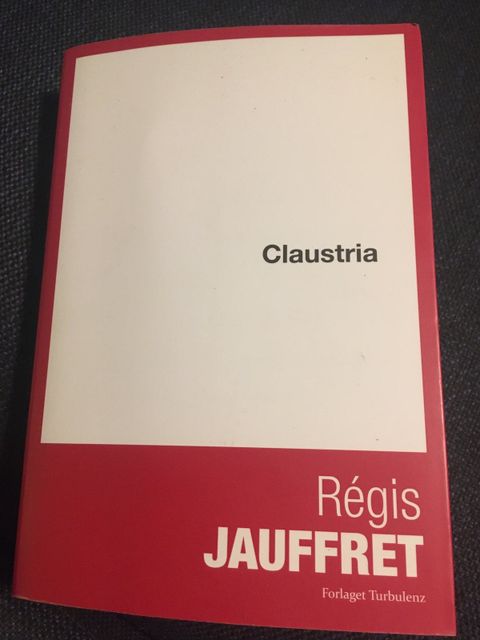 Claustria
Régis
JAUFFRET
Forlaget Turbulenz